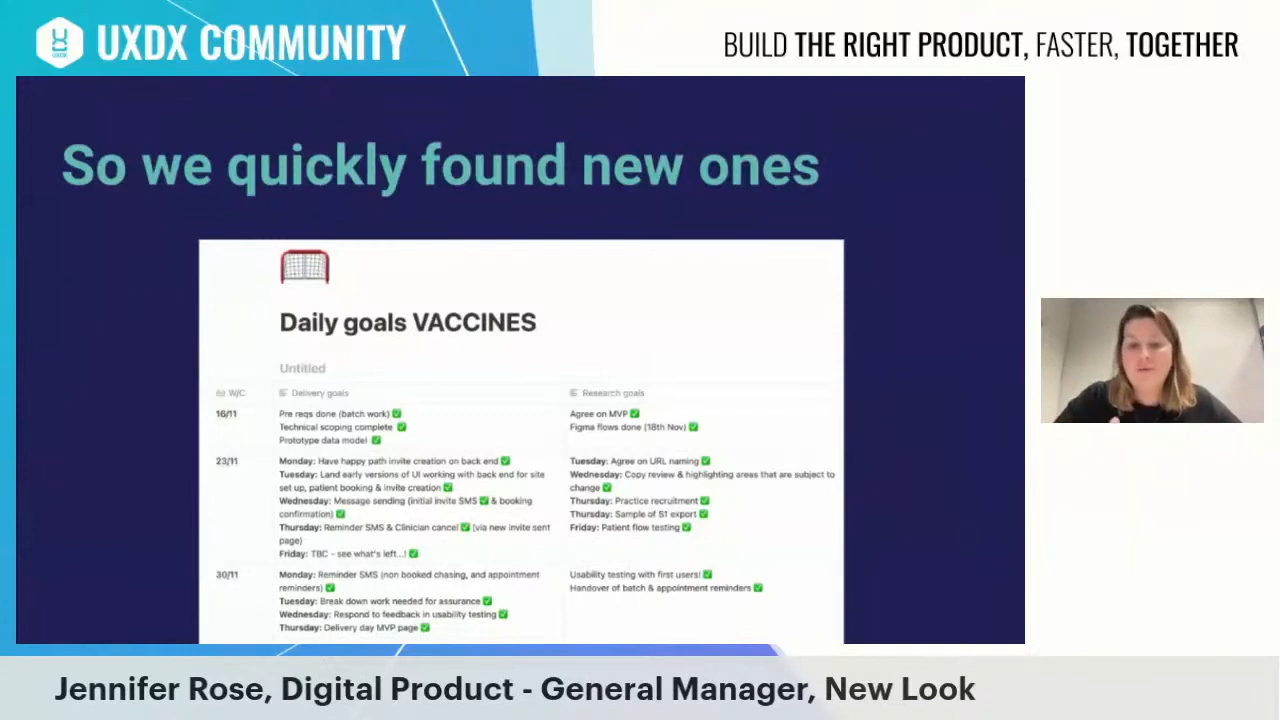 UXDX COMMUNITY
UXDX
BUILD THE RIGHT PRODUCT, FASTER, TOGETHER
So we quickly found new ones
Daily goals VACCINES
Untitled
W/C
Delivery goals
Research goals
16/11
Pre reqs done (batch work) ✅
Technical scoping complete ✅
Prototype data model ✅
Agree on MVP ✅
Figma flows done (18th Nov) ✅
23/11
Monday: Have happy path invite creation on back end ✅
Tuesday: Land early versions of UI working with back end for site
set up, patient booking & invite creation ✅
Wednesday: Message sending (initial invite SMS ✅ & booking
confirmation) ✅
Thursday: Reminder SMS & Clinician cancel ✅ (via new invite sent
page)
Friday: TBC - see what's left...! ✅
Tuesday: Agree on URL naming ✅
Wednesday: Copy review & highlighting areas that are subject to
change ✅
Thursday: Practice recruitment ✅
Thursday: Sample of S1 export ✅
Friday: Patient flow testing ✅
30/11
Monday: Reminder SMS (non booked chasing, and appointment
reminders) ✅
Tuesday: Break down work needed for assurance ✅
Wednesday: Respond to feedback in usability testing ✅
Thursday: Delivery day MVP page ✅
Usability testing with first users! ✅
Handover of batch & appointment reminders ✅
Jennifer Rose, Digital Product - General Manager, New Look